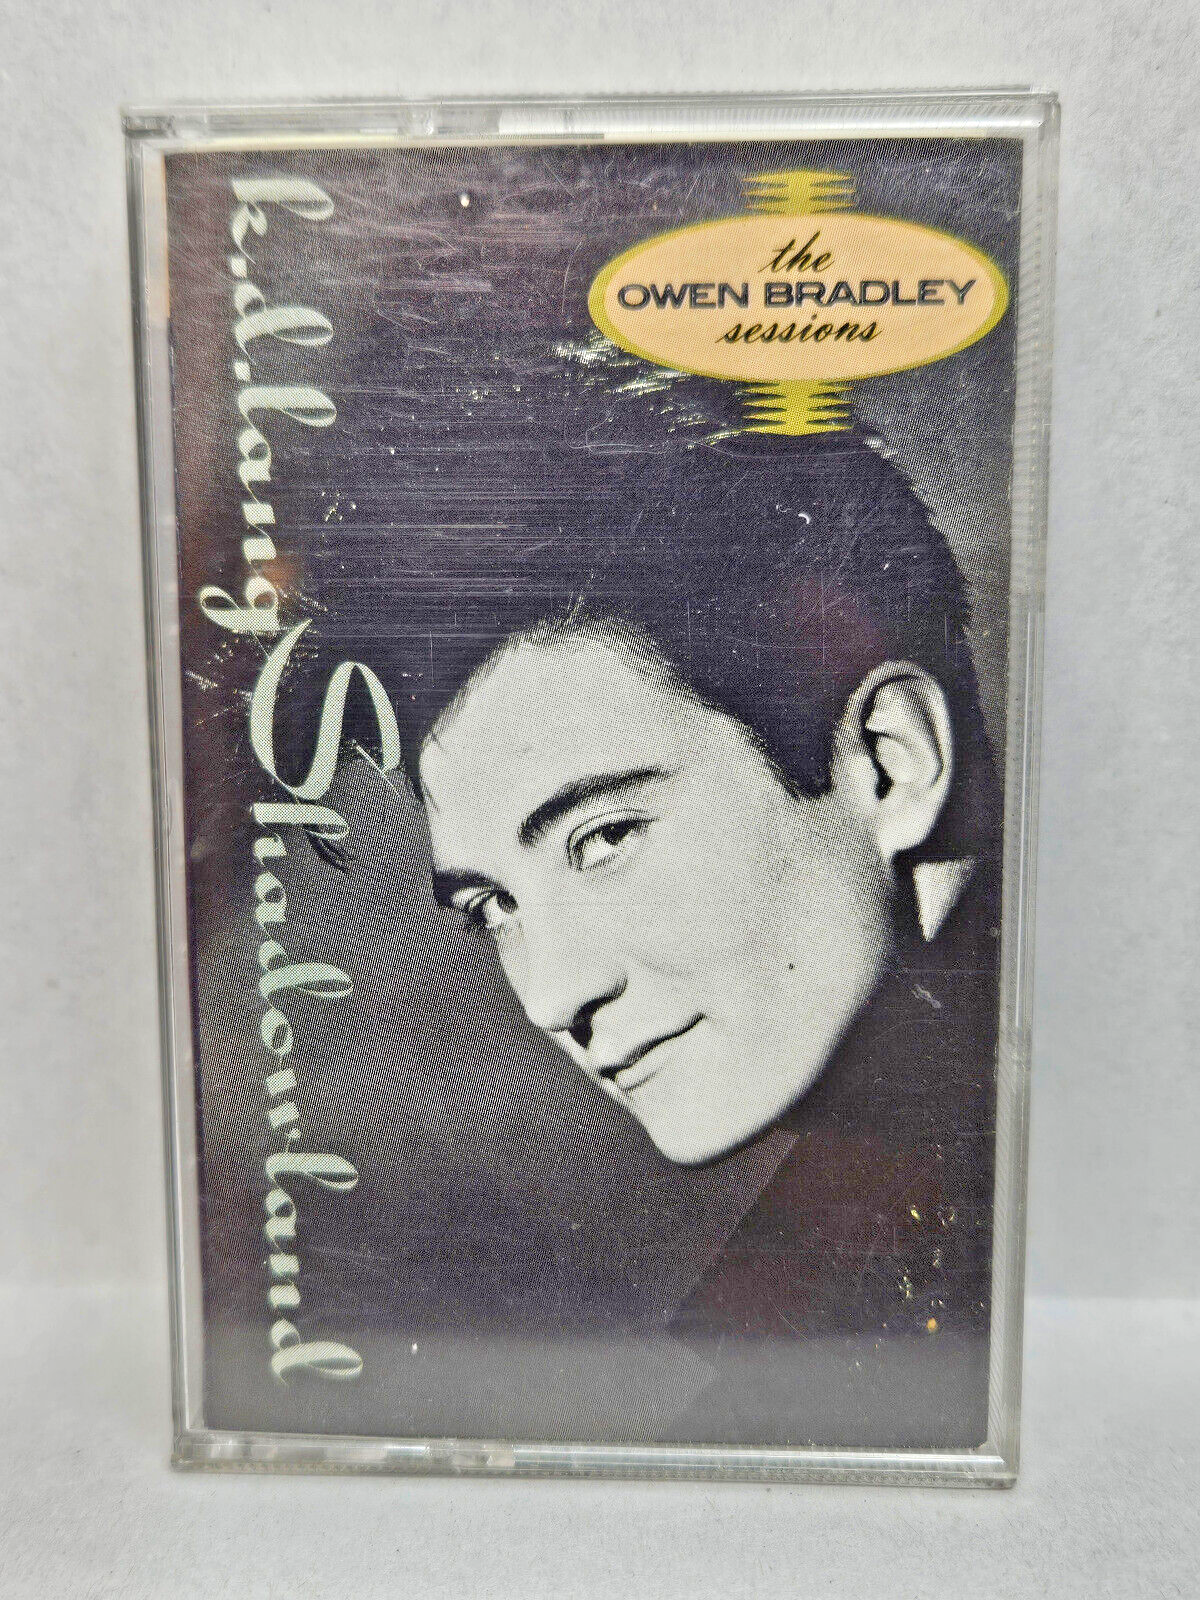 k.d. lang Shadowland
the
OWEN BRADLEY
sessions